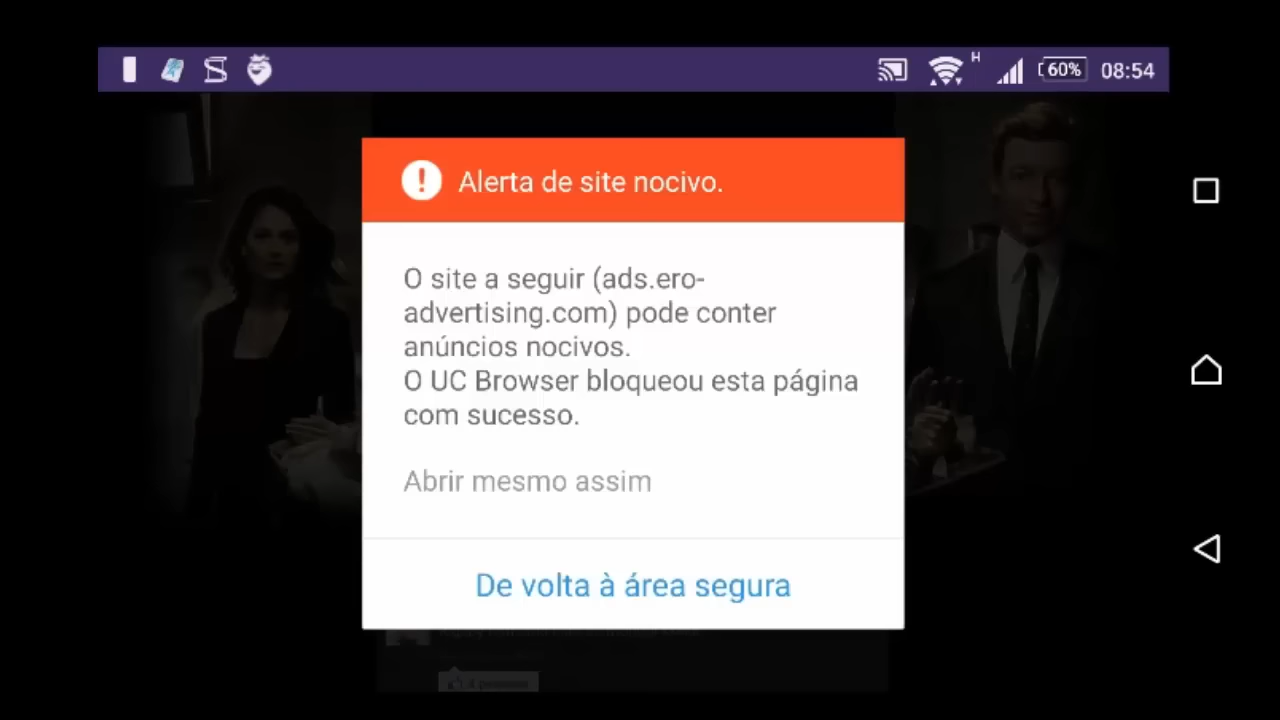 H
60%
08:54
Alerta de site nocivo.
O site a seguir (ads.ero-
advertising.com) pode conter
anúncios nocivos.
O UC Browser bloqueou esta página
com sucesso.
Abrir mesmo assim
De volta à área segura